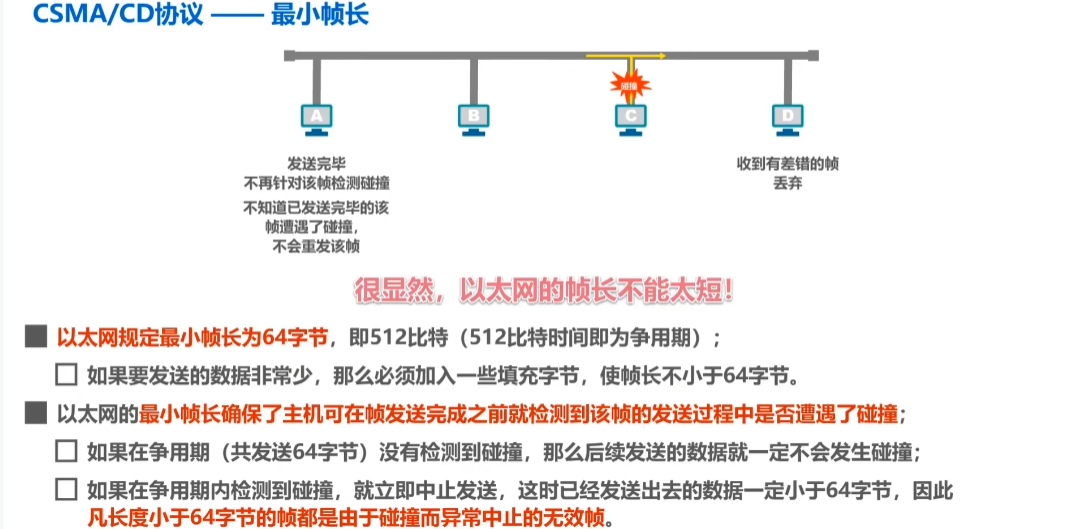 CSMA/CD协议 —— 最小帧长
碰撞
A
B
C
D
发送完毕
不再针对该帧检测碰撞
不知道已发送完毕的该
帧遭遇了碰撞，
不会重发该帧
收到有差错的帧
丢弃
很显然，以太网的帧长不能太短！
以太网规定最小帧长为64字节，即512比特（512比特时间即为争用期）；
如果要发送的数据非常少，那么必须加入一些填充字节，使帧长不小于64字节。
以太网的最小帧长确保了主机可在帧发送完成之前就检测到该帧的发送过程中是否遭遇了碰撞；
如果在争用期（共发送64字节）没有检测到碰撞，那么后续发送的数据就一定不会发生碰撞；
如果在争用期内检测到碰撞，就立即中止发送，这时已经发送出去的数据一定小于64字节，因此
凡长度小于64字节的帧都是由于碰撞而异常中止的无效帧。